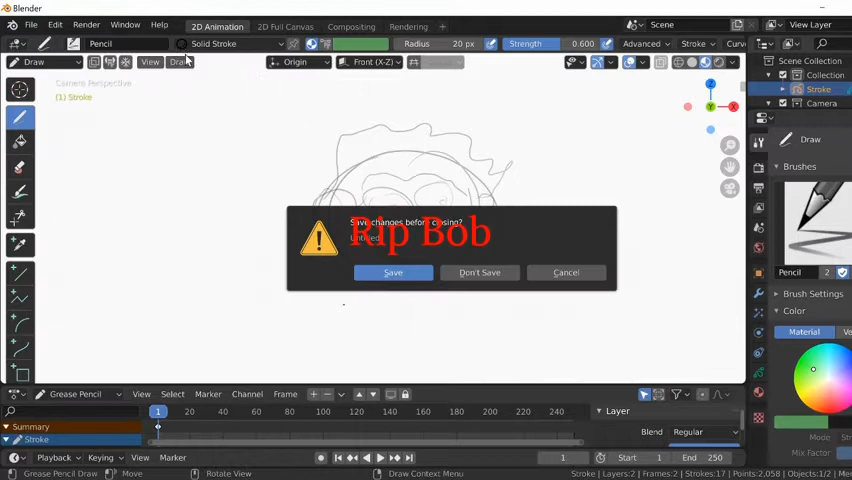 Blender
File Edit Render Window Help 2D Animation 2D Full Canvas Compositing Rendering Scene View Layer
Pencil Solid Stroke Radius 20 px Strength 0.600 Advanced Stroke Curv
Draw View Draw Origin Front (X-Z) Scene Collection
Camera Perspective
(1) Stroke
Z
Y X
Collection
Stroke
Camera
Draw
Brushes
Save changes before closing?
Untitled
Rip Bob
Save Don't Save Cancel
Pencil 2
Brush Settings
Color
Material Ve
Grease Pencil View Select Marker Channel Frame
1 20 40 60 80 100 120 140 160 180 200 220 240
Layer
Summary
Stroke
Blend Regular
Mode S
Mix Factor
Playback Keying View Marker 1 Start 1 End 250
Grease Pencil Draw Move Rotate View Draw Context Menu Stroke | Layers:2 | Frames:2 | Strokes:17 | Points:2,058 | Objects:1/2 | Mem